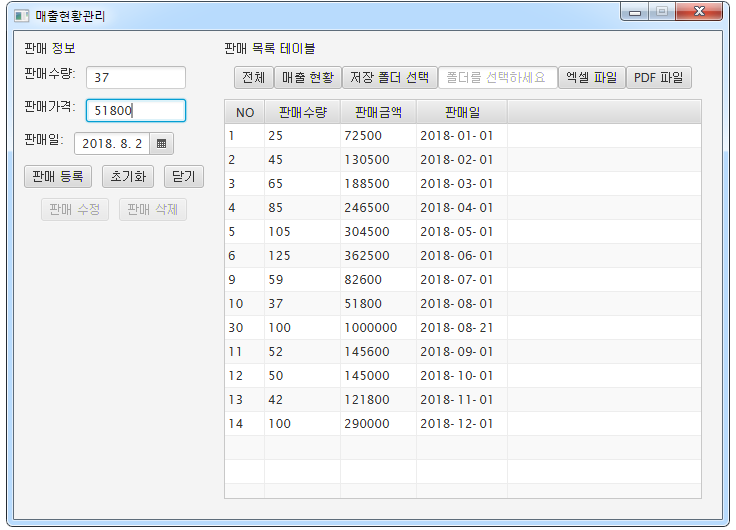 매출현황관리
판매 정보
판매수량: 37
판매가격: 51800
판매일: 2018. 8. 2
판매 등록 초기화 닫기
판매 수정 판매 삭제
판매 목록 테이블
전체 매출 현황 저장 폴더 선택 폴더를 선택하세요 엑셀 파일 PDF 파일
NO 판매수량 판매금액 판매일
1 25 72500 2018-01-01
2 45 130500 2018-02-01
3 65 188500 2018-03-01
4 85 246500 2018-04-01
5 105 304500 2018-05-01
6 125 362500 2018-06-01
9 59 82600 2018-07-01
10 37 51800 2018-08-01
30 100 1000000 2018-08-21
11 52 145600 2018-09-01
12 50 145000 2018-10-01
13 42 121800 2018-11-01
14 100 290000 2018-12-01